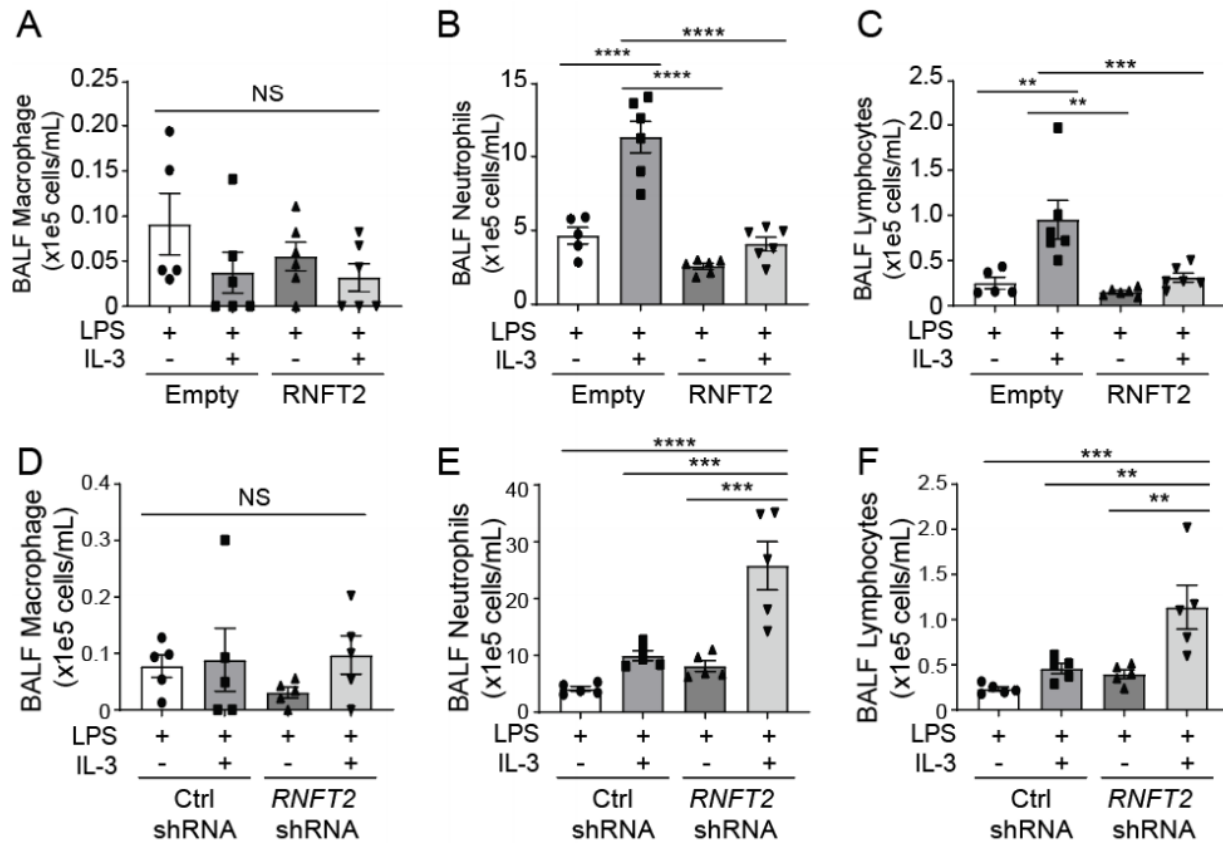 A
BALF Macrophage
(x1e5 cells/mL)
0.25
0.20
0.15
0.10
0.05
0
NS
LPS + + + +
IL-3 - + - +
Empty RNFT2
B
BALF Neutrophils
(x1e5 cells/mL)
15
10
5
0
****
****
****
LPS + + + +
IL-3 - + - +
Empty RNFT2
C
BALF Lymphocytes
(x1e5 cells/mL)
2.5
2.0
1.5
1.0
0.5
0
***
**
**
LPS + + + +
IL-3 - + - +
Empty RNFT2
D
BALF Macrophage
(x1e5 cells/mL)
0.4
0.3
0.2
0.1
0
NS
LPS + + + +
IL-3 - + - +
Ctrl RNFT2
shRNA shRNA
E
BALF Neutrophils
(x1e5 cells/mL)
40
30
20
10
0
****
***
***
LPS + + + +
IL-3 - + - +
Ctrl RNFT2
shRNA shRNA
F
BALF Lymphocytes
(x1e5 cells/mL)
2.5
2.0
1.5
1.0
0.5
0
***
**
**
LPS + + + +
IL-3 - + - +
Ctrl RNFT2
shRNA shRNA